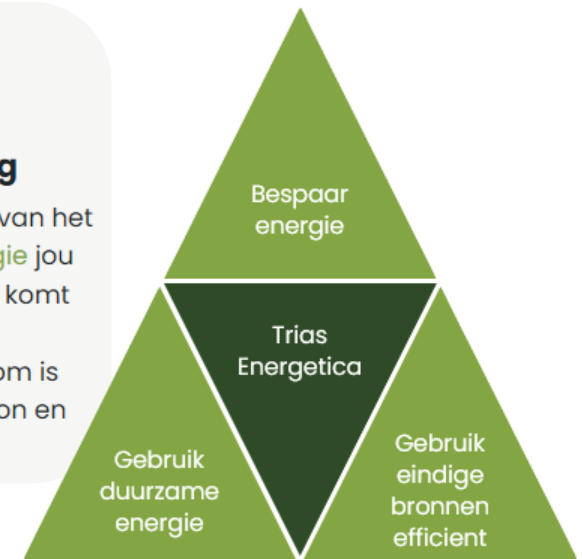 g
van het
gie jou
komt
om is
on en
Bespaar
energie
Trias
Energetica
Gebruik
duurzame
energie
Gebruik
eindige
bronnen
efficient